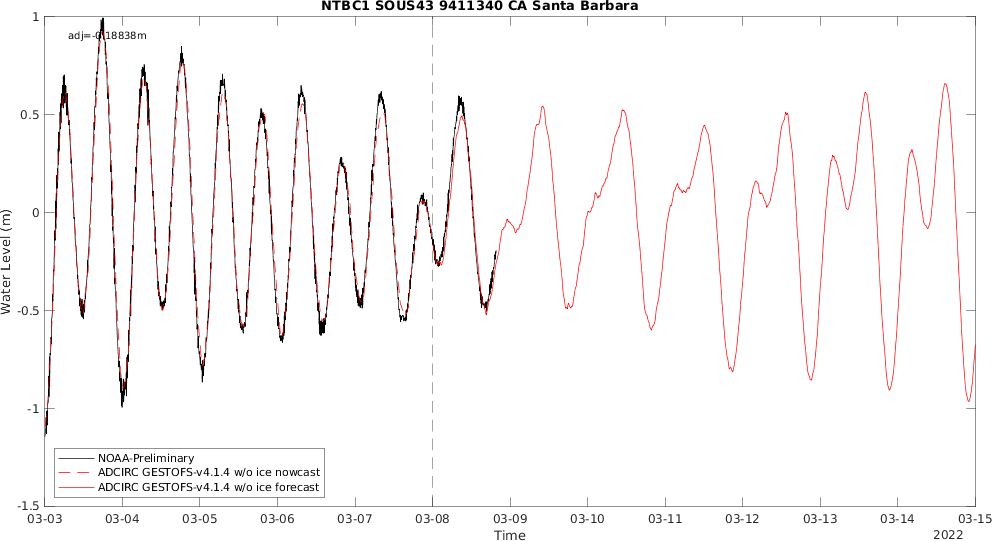 NTBC1 SOUS43 9411340 CA Santa Barbara
adj=-0.18838m
1
0.5
0
-0.5
-1
-1.5
Water Level (m)
NOAA-Preliminary
ADCIRC GESTOFS-v4.1.4 w/o ice nowcast
ADCIRC GESTOFS-v4.1.4 w/o ice forecast
03-03 03-04 03-05 03-06 03-07 03-08 03-09 03-10 03-11 03-12 03-13 03-14 03-15
Time
2022